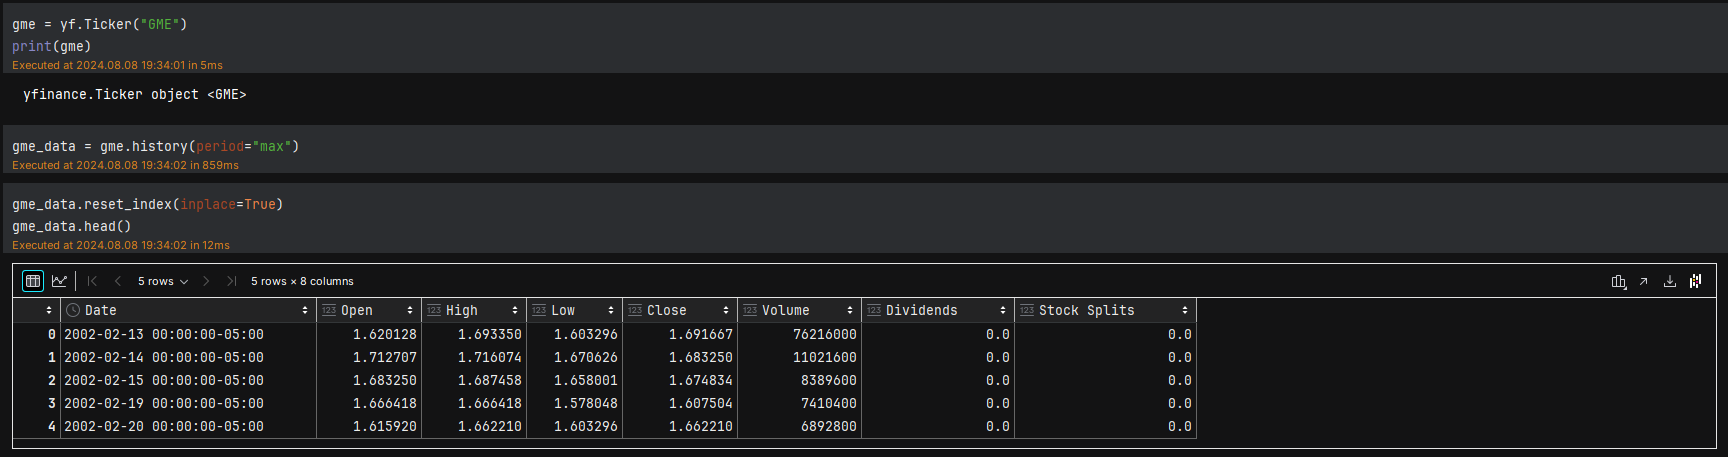 gme = yf.Ticker("GME")
print(gme)
Executed at 2024.08.08 19:34:01 in 5ms
yfinance.Ticker object <GME>
gme_data = gme.history(period="max")
Executed at 2024.08.08 19:34:02 in 859ms
gme_data.reset_index(inplace=True)
gme_data.head()
Executed at 2024.08.08 19:34:02 in 12ms
5 rows 5 rows × 8 columns
Date 123 Open 123 High 123 Low 123 Close 123 Volume 123 Dividends 123 Stock Splits
0 2002-02-13 00:00:00-05:00 1.620128 1.693350 1.603296 1.691667 76216000 0.0 0.0
1 2002-02-14 00:00:00-05:00 1.712707 1.716074 1.670626 1.683250 11021600 0.0 0.0
2 2002-02-15 00:00:00-05:00 1.683250 1.687458 1.658001 1.674834 8389600 0.0 0.0
3 2002-02-19 00:00:00-05:00 1.666418 1.666418 1.578048 1.607504 7410400 0.0 0.0
4 2002-02-20 00:00:00-05:00 1.615920 1.662210 1.603296 1.662210 6892800 0.0 0.0